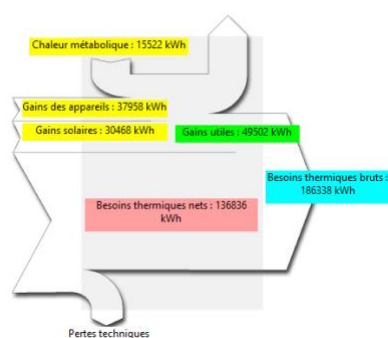 Chaleur métabolique : 15522 kWh
Gains des appareils : 37958 kWh
Gains solaires : 30468 kWh
Gains utiles : 49502 kWh
Besoins thermiques bruts :
186338 kWh
Besoins thermiques nets : 136836
kWh
Pertes techniques